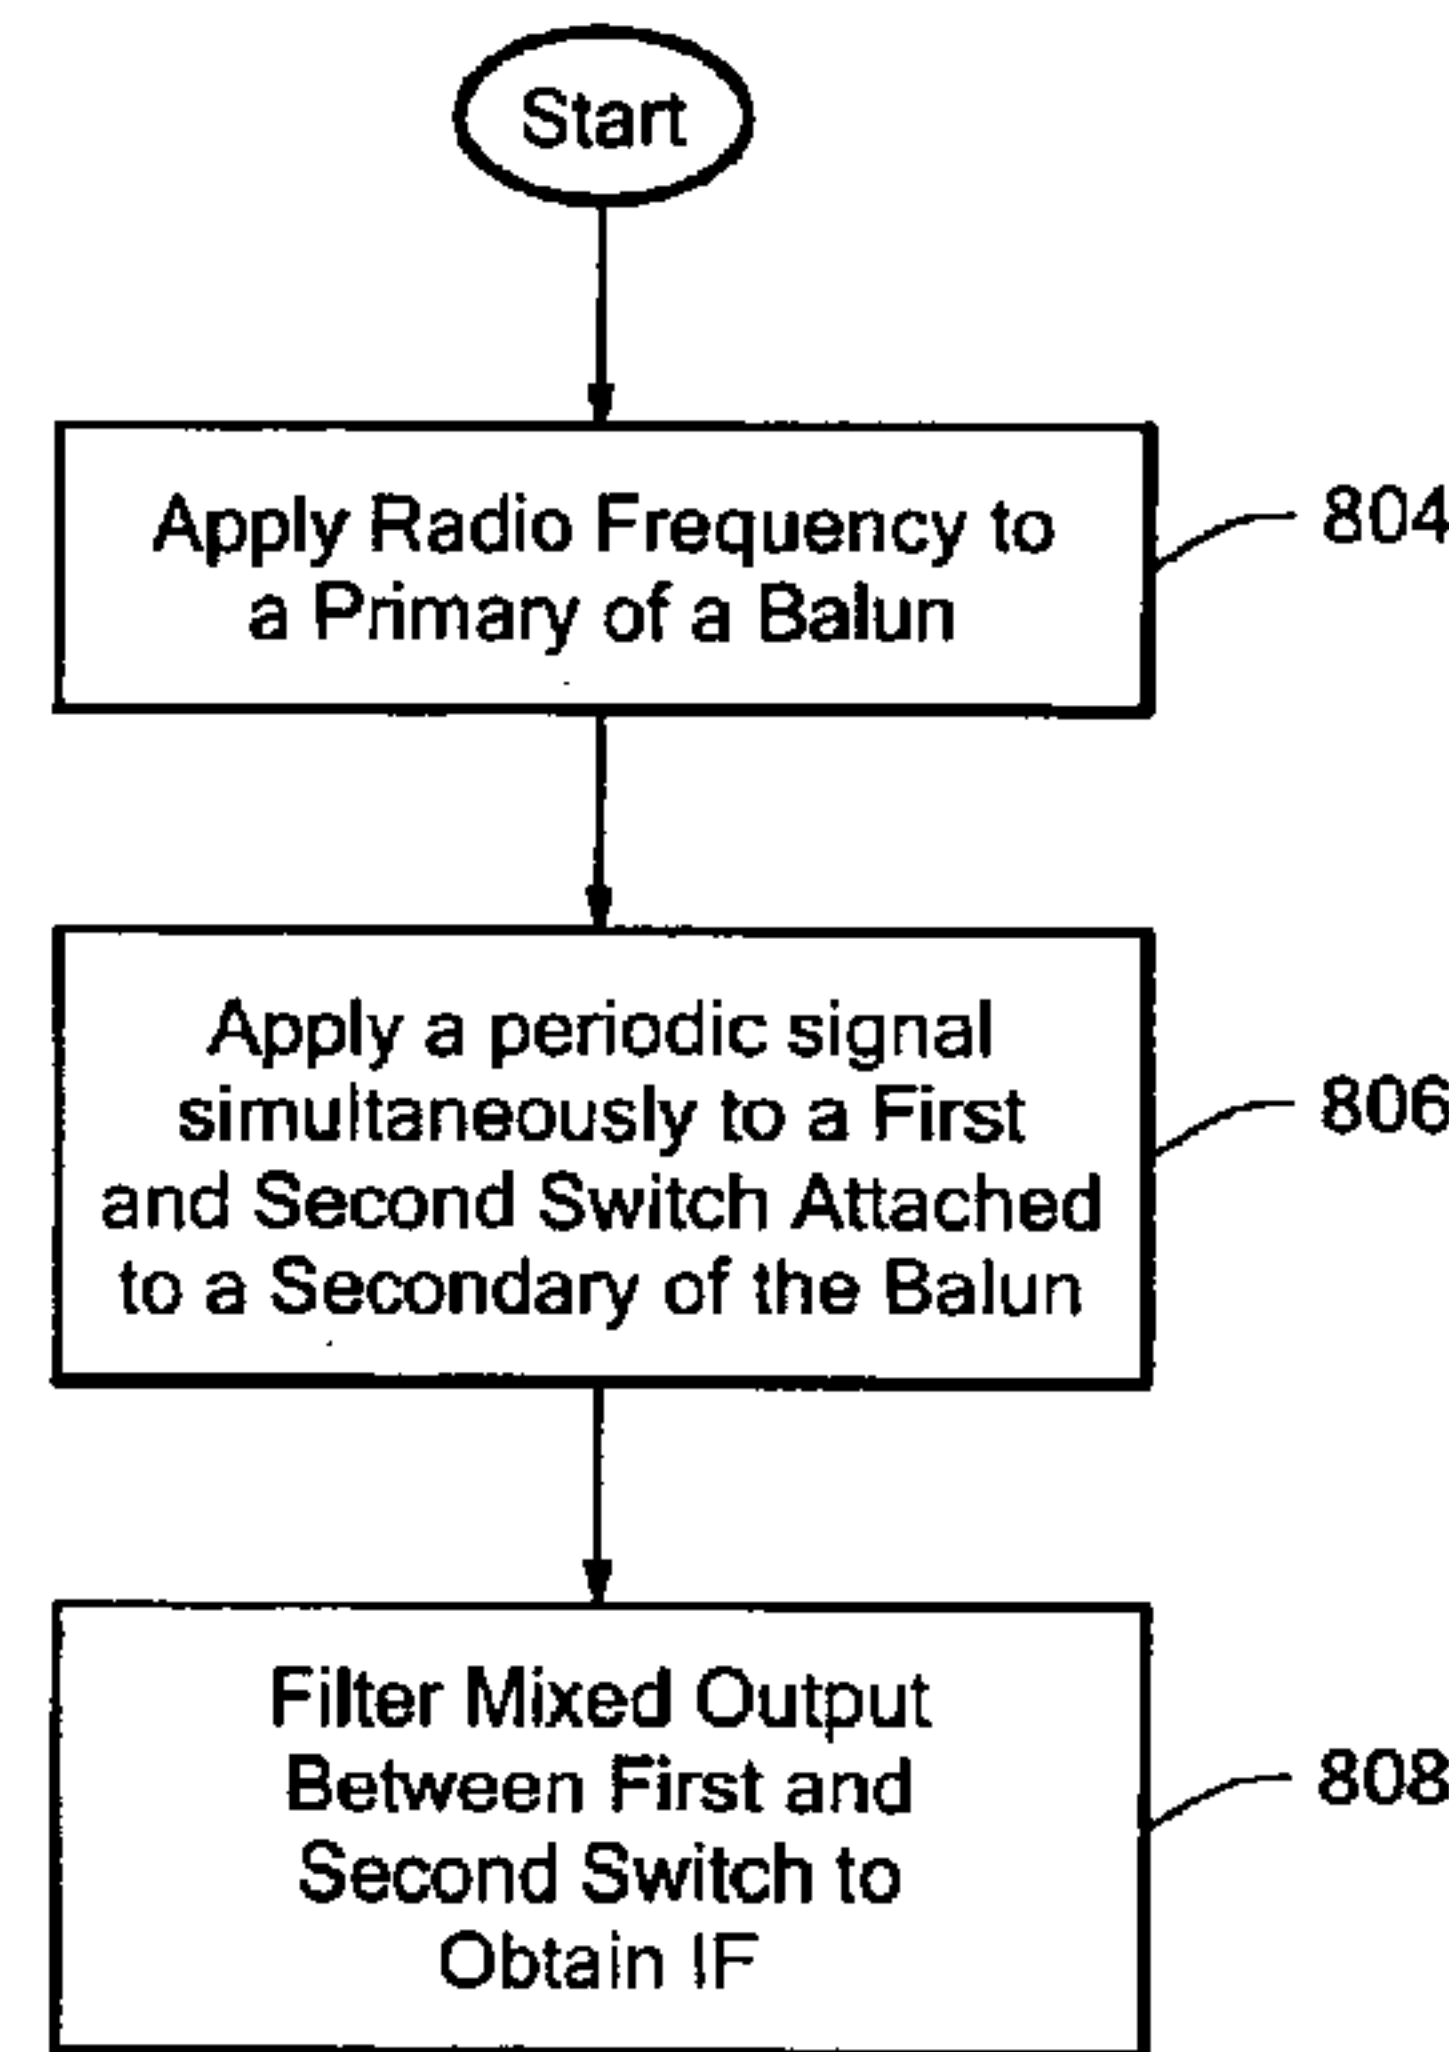 Start
Apply Radio Frequency to
a Primary of a Balun
804
Apply a periodic signal
simultaneously to a First
and Second Switch Attached
to a Secondary of the Balun
806
Filter Mixed Output
Between First and
Second Switch to
Obtain IF
808